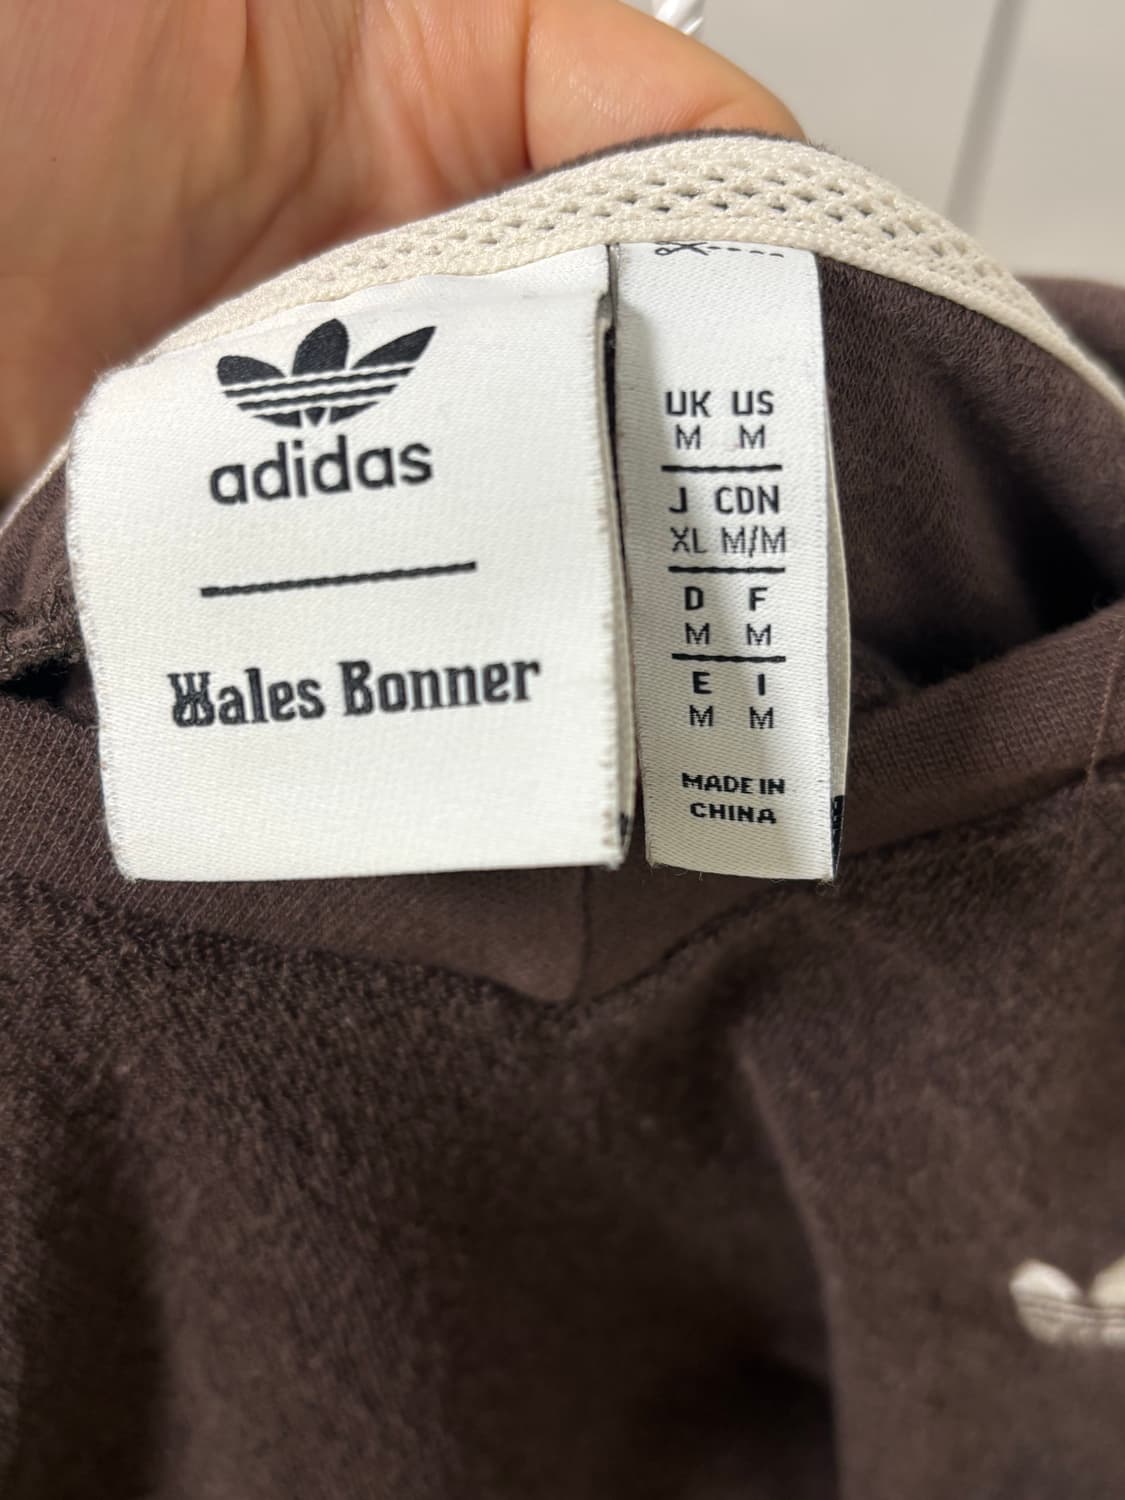 adidas
Wales Bonner
UK US
M M
J CDN
XL M/M
D F
M M
E I
M M
MADE IN
CHINA